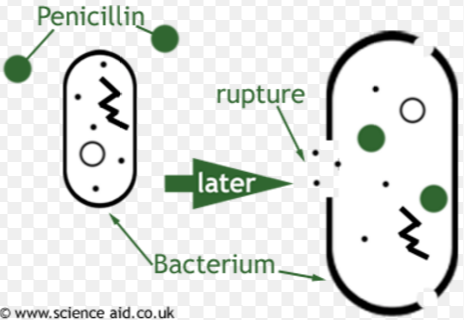 Penicillin
rupture
later
Bacterium
© www.science aid.co.uk